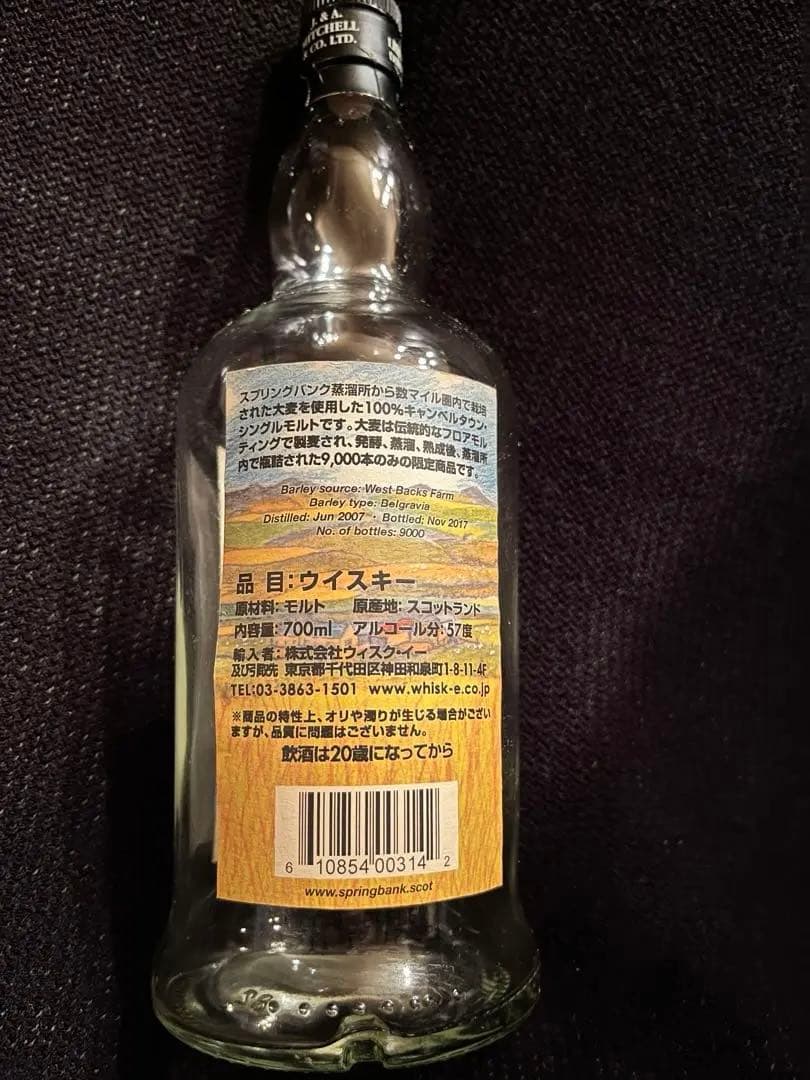 J. & A.
MITCHELL
& CO. LTD.
スプリングバンク蒸溜所から数マイル圏内で栽培
された大麦を使用した100%キャンベルタウン・
シングルモルトです。大麦は伝統的なフロアモル
ティングで製麦され、発酵、蒸溜、熟成後、蒸溜所
内で瓶詰された9,000本のみの限定商品です。
Barley source: West Backs Farm
Barley type: Belgravia
Distilled: Jun 2007 · Bottled: Nov 2017
No. of bottles: 9000
品 目:ウイスキー
原材料: モルト 原産地: スコットランド
内容量: 700ml アルコール分: 57度
輸入者: 株式会社ウィスク・イー
及び引取先 東京都千代田区神田和泉町1-8-11-4F
TEL:03-3863-1501 www.whisk-e.co.jp
※商品の特性上、オリや濁りが生じる場合がござい
ますが、品質に問題はございません。
飲酒は20歳になってから
6 10854 00314 2
www.springbank.scot